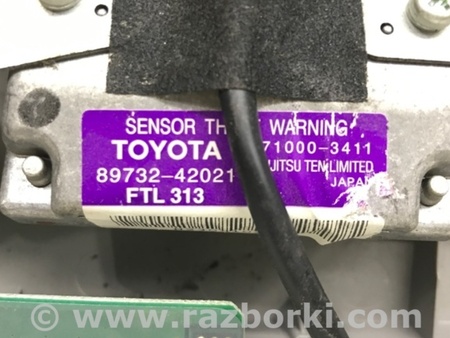 SENSOR TH WARNING
TOYOTA 71000-3411
89732-42021 JITSU TEN LIMITED
FTL 313 JAPAN
www.razborki.com